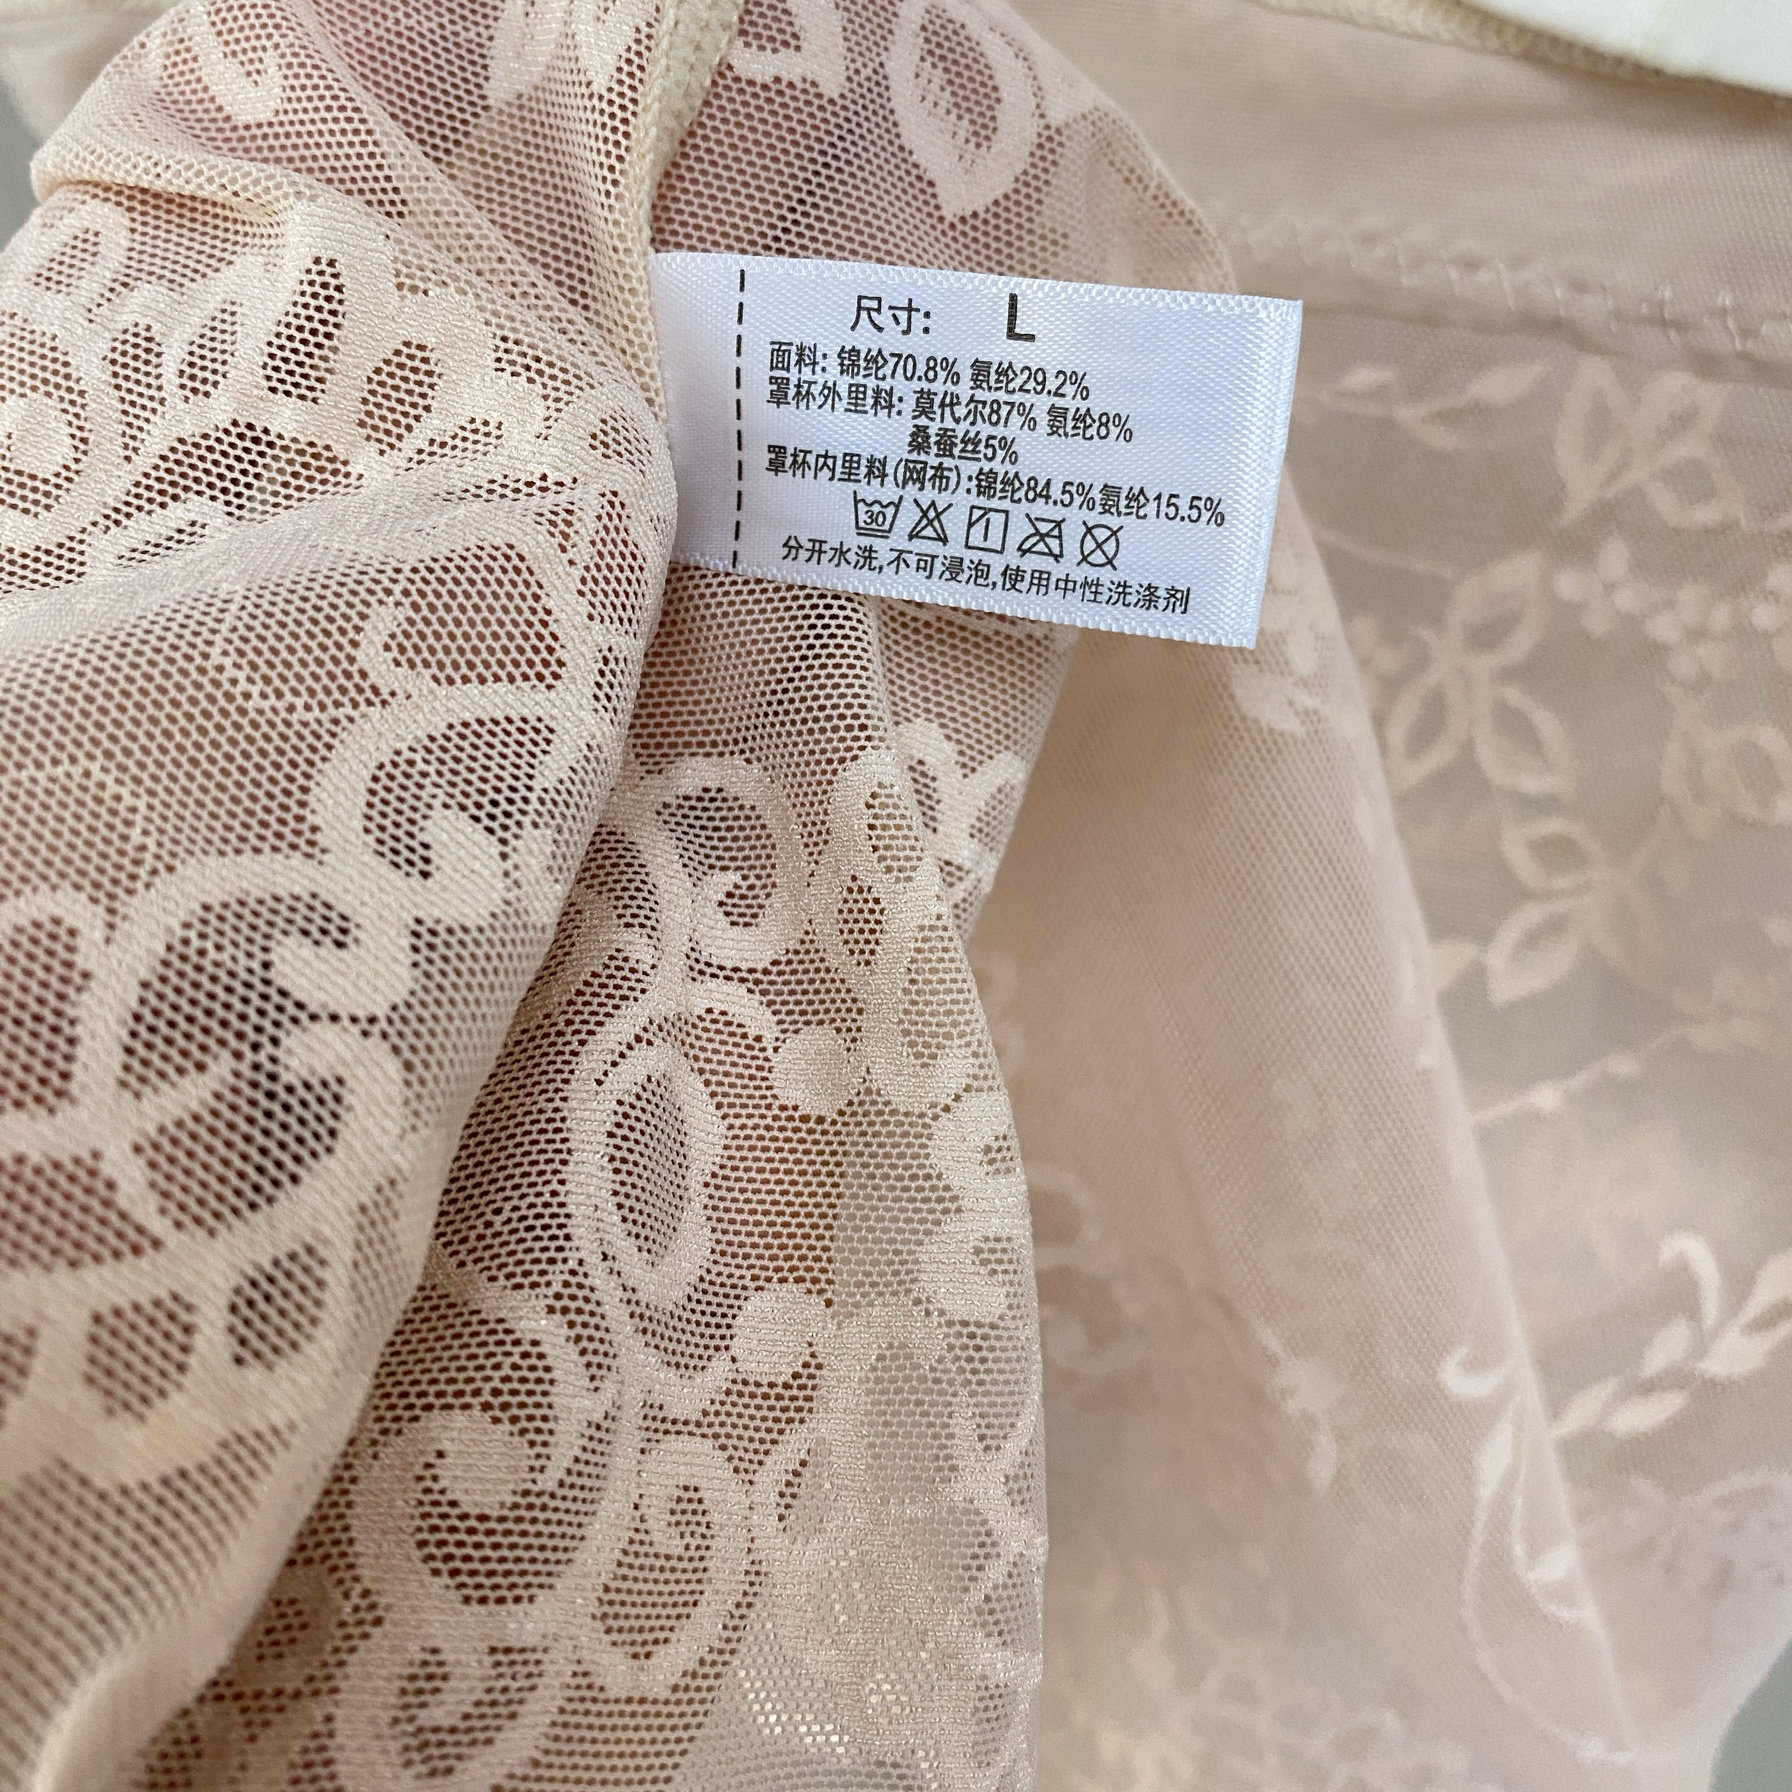 尺寸: L
面料: 锦纶70.8% 氨纶29.2%
罩杯外里料: 莫代尔87% 氨纶8%
桑蚕丝5%
罩杯内里料(网布):锦纶84.5%氨纶15.5%
30
分开水洗,不可浸泡,使用中性洗涤剂